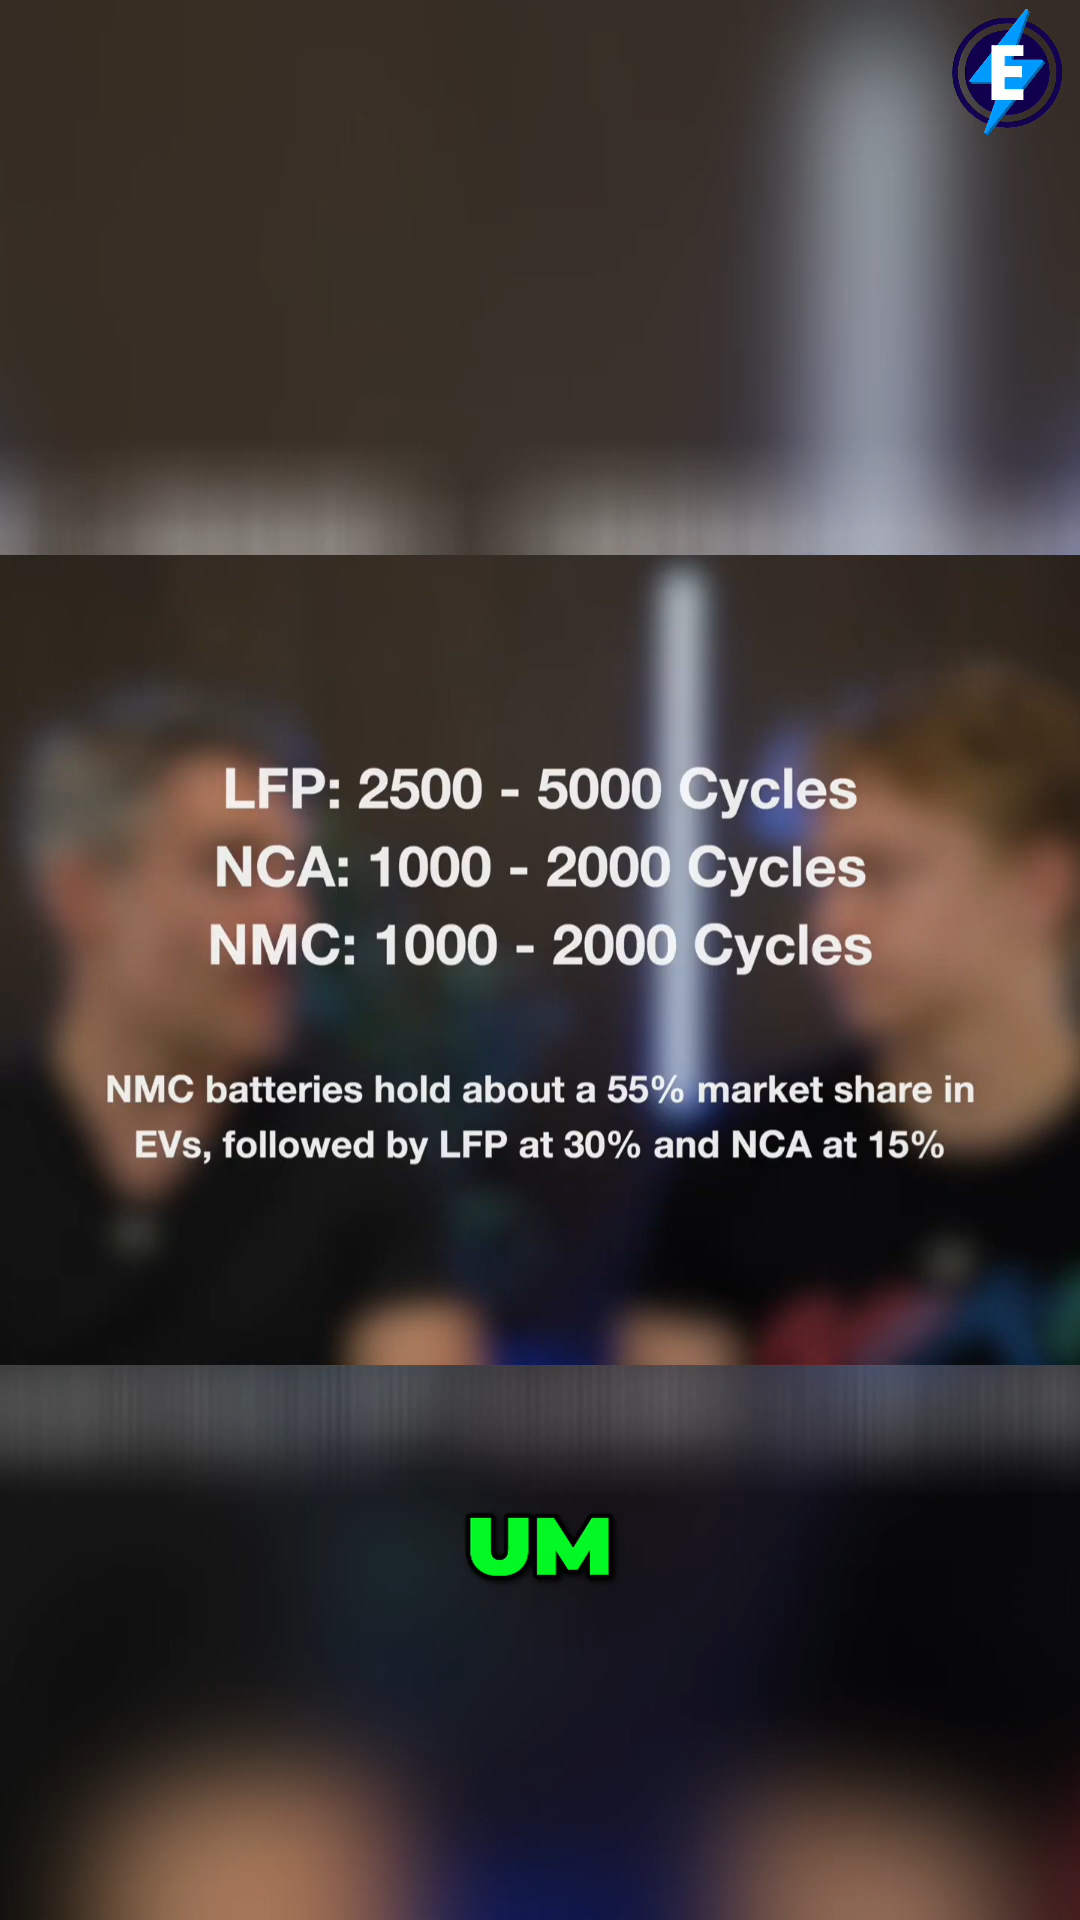 E
LFP: 2500 - 5000 Cycles
NCA: 1000 - 2000 Cycles
NMC: 1000 - 2000 Cycles
NMC batteries hold about a 55% market share in
EVs, followed by LFP at 30% and NCA at 15%
UM